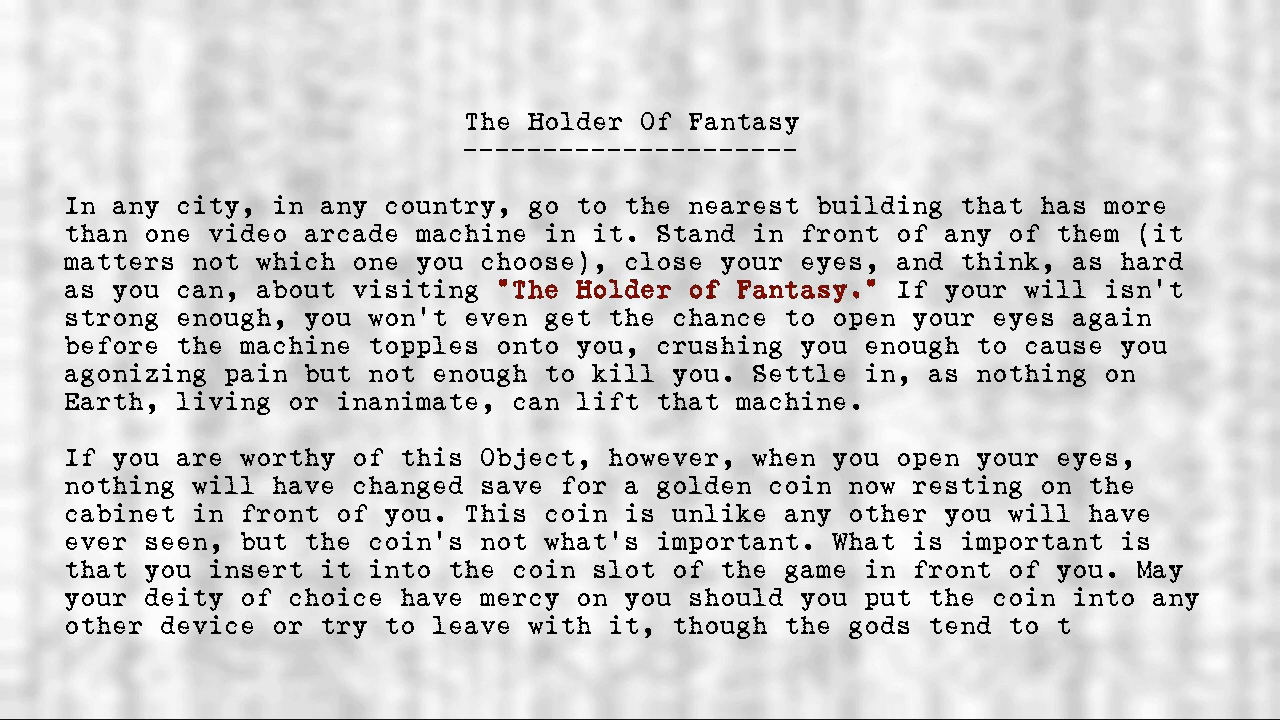 The Holder Of Fantasy
---------------------
In any city, in any country, go to the nearest building that has more
than one video arcade machine in it. Stand in front of any of them (it
matters not which one you choose), close your eyes, and think, as hard
as you can, about visiting "The Holder of Fantasy." If your will isn't
strong enough, you won't even get the chance to open your eyes again
before the machine topples onto you, crushing you enough to cause you
agonizing pain but not enough to kill you. Settle in, as nothing on
Earth, living or inanimate, can lift that machine.
If you are worthy of this Object, however, when you open your eyes,
nothing will have changed save for a golden coin now resting on the
cabinet in front of you. This coin is unlike any other you will have
ever seen, but the coin's not what's important. What is important is
that you insert it into the coin slot of the game in front of you. May
your deity of choice have mercy on you should you put the coin into any
other device or try to leave with it, though the gods tend to t